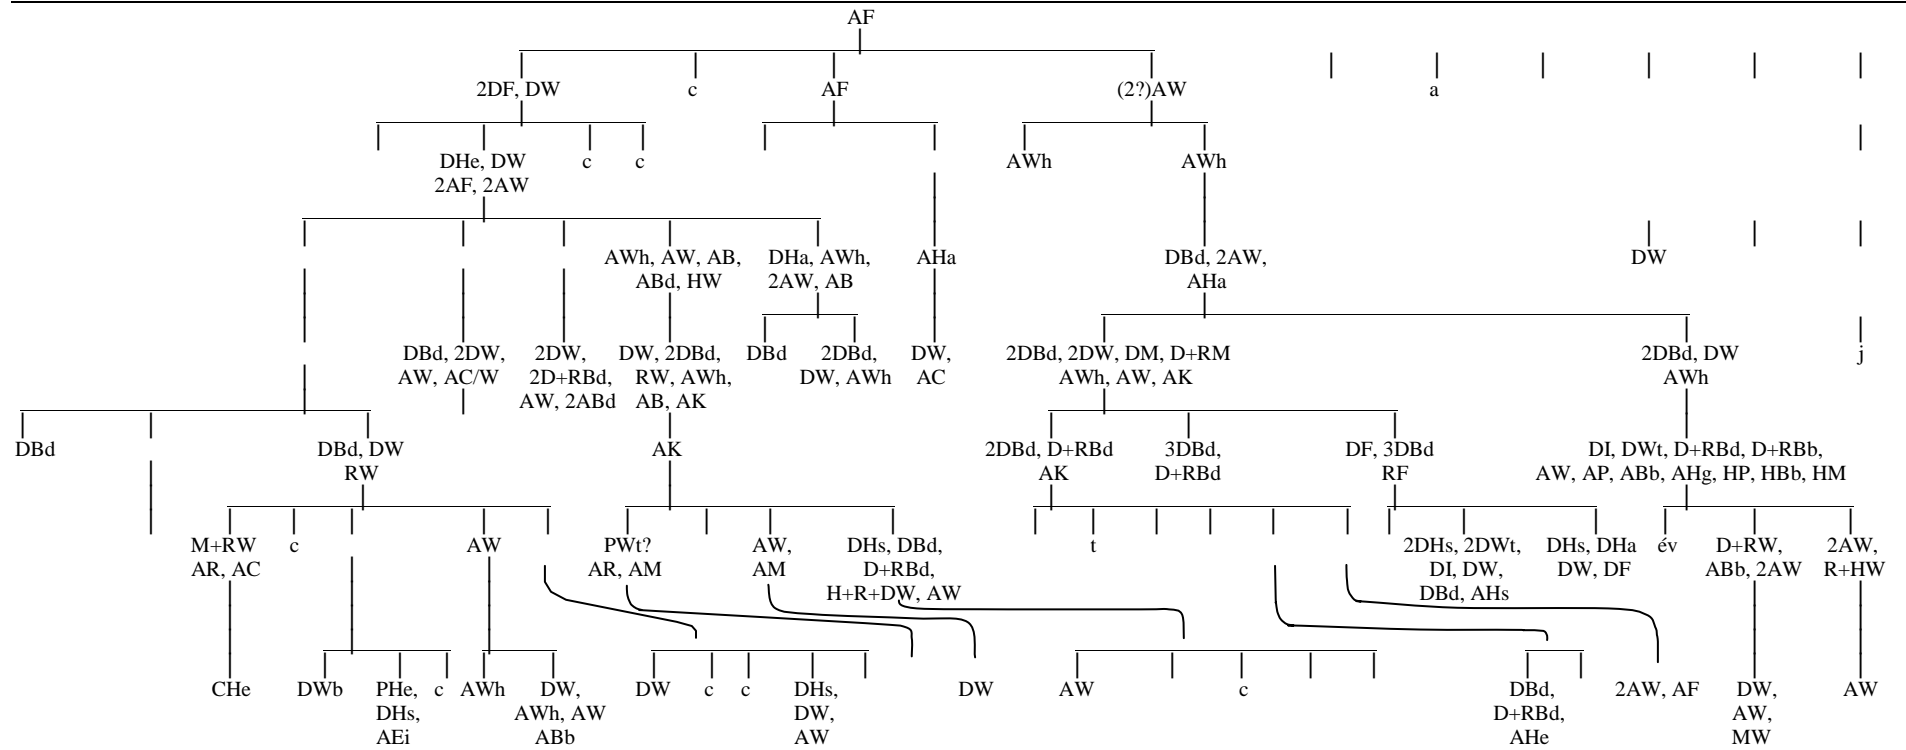 AF
2DF, DW c AF (2?)AW a
DHe, DW c c AWh AWh
2AF, 2AW
AWh, AW, AB, DHa, AWh, AHa DBd, 2AW, DW
ABd, HW 2AW, AB AHa
DBd, 2DW, 2DW, DW, 2DBd, DBd 2DBd, DW, 2DBd, 2DW, DM, D+RM 2DBd, DW j
AW, AC/W 2D+RBd, RW, AWh, DW, AWh AC AWh, AW, AK AWh
AW, 2ABd AB, AK
DBd DBd, DW AK 2DBd, D+RBd 3DBd, DF, 3DBd DI, DWt, D+RBd, D+RBb,
RW AK D+RBd RF AW, AP, ABb, AHg, HP, HBb, HM
M+RW c AW PWt? AW, DHs, DBd, t 2DHs, 2DWt, DHs, DHa év D+RW, 2AW,
AR, AC AR, AM AM D+RBd, DI, DW, DW, DF ABb, 2AW R+HW
H+R+DW, AW DBd, AHs
CHe DWb PHe, c AWh DW, DW c c DHs, DW AW c DBd, 2AW, AF DW, AW
DHs, AWh, AW DW, D+RBd, AW,
AEi ABb AW AHe MW